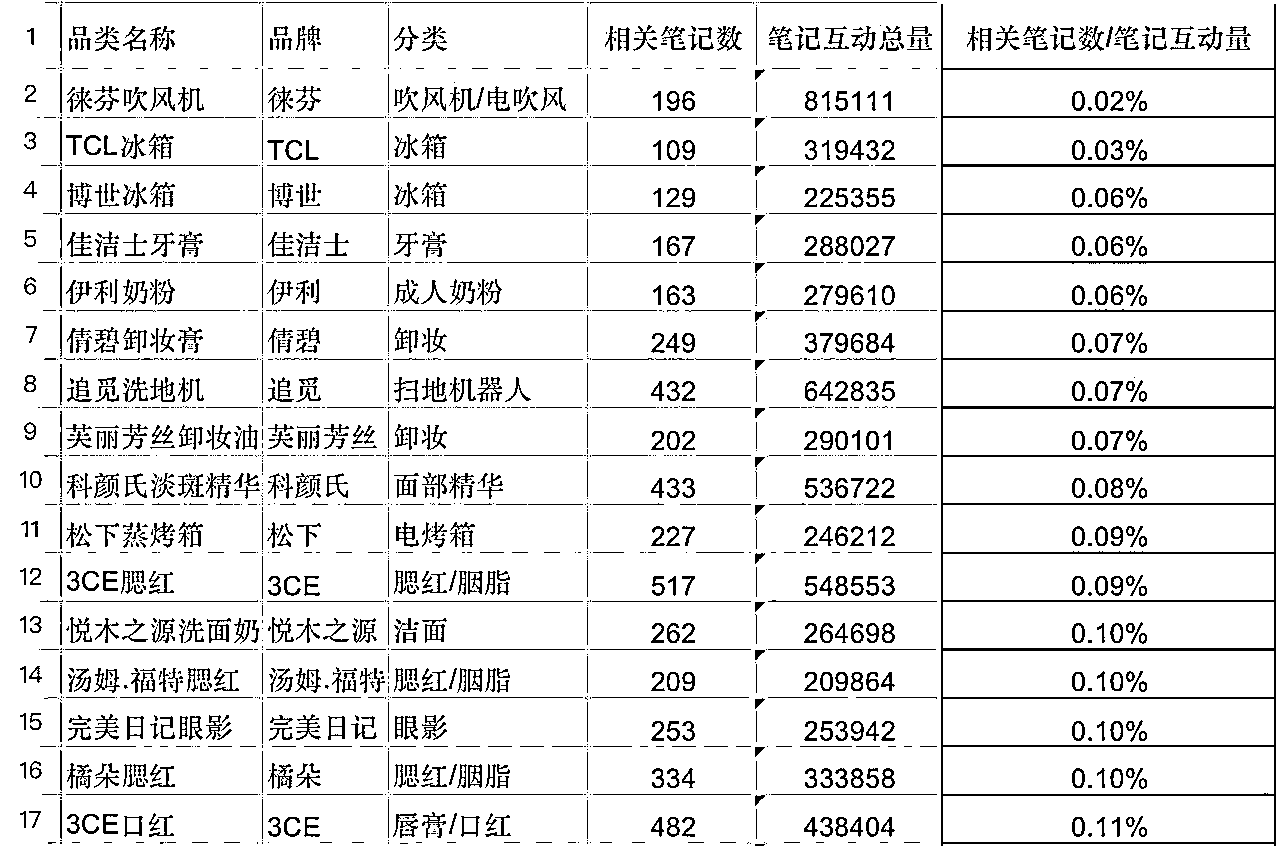 1 品类名称 品牌 分类 相关笔记数 笔记互动总量 相关笔记数/笔记互动量
2 徕芬吹风机 徕芬 吹风机/电吹风 196 815111 0.02%
3 TCL冰箱 TCL 冰箱 109 319432 0.03%
4 博世冰箱 博世 冰箱 129 225355 0.06%
5 佳洁士牙膏 佳洁士 牙膏 167 288027 0.06%
6 伊利奶粉 伊利 成人奶粉 163 279610 0.06%
7 倩碧卸妆膏 倩碧 卸妆 249 379684 0.07%
8 追觅洗地机 追觅 扫地机器人 432 642835 0.07%
9 芙丽芳丝卸妆油 芙丽芳丝 卸妆 202 290101 0.07%
10 科颜氏淡斑精华 科颜氏 面部精华 433 536722 0.08%
11 松下蒸烤箱 松下 电烤箱 227 246212 0.09%
12 3CE腮红 3CE 腮红/胭脂 517 548553 0.09%
13 悦木之源洗面奶 悦木之源 洁面 262 264698 0.10%
14 汤姆.福特腮红 汤姆.福特 腮红/胭脂 209 209864 0.10%
15 完美日记眼影 完美日记 眼影 253 253942 0.10%
16 橘朵腮红 橘朵 腮红/胭脂 334 333858 0.10%
17 3CE口红 3CE 唇膏/口红 482 438404 0.11%